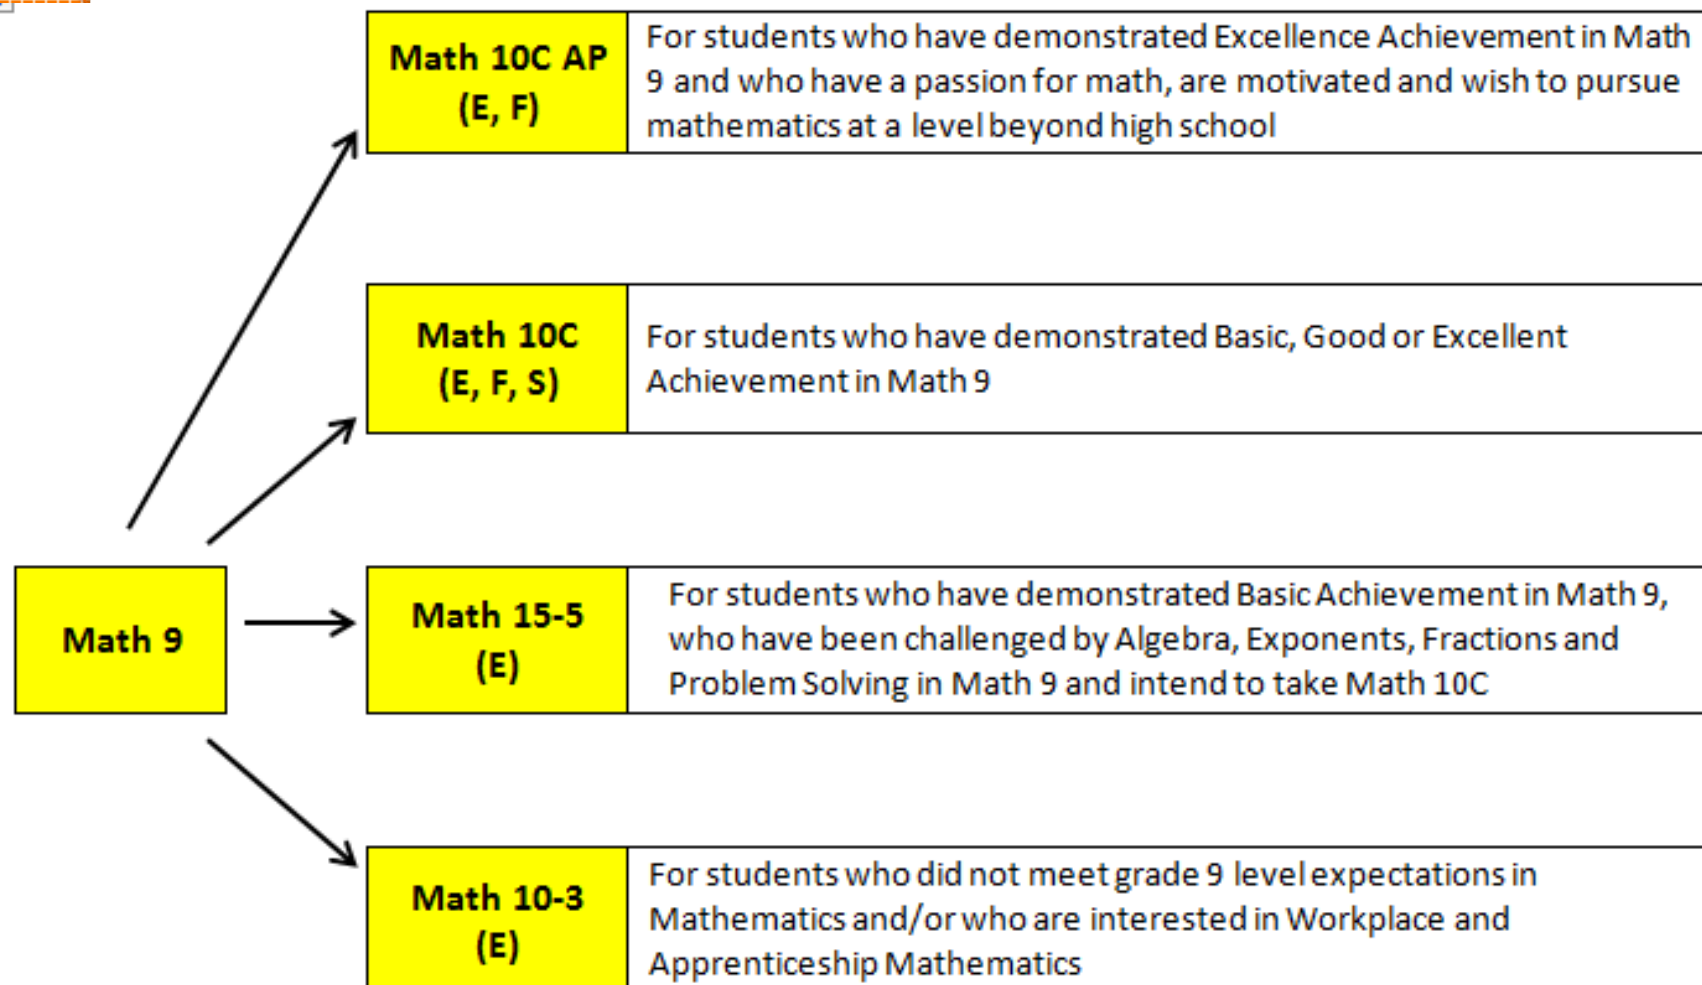 Math 10C AP
(E, F)
For students who have demonstrated Excellence Achievement in Math
9 and who have a passion for math, are motivated and wish to pursue
mathematics at a level beyond high school
Math 10C
(E, F, S)
For students who have demonstrated Basic, Good or Excellent
Achievement in Math 9
Math 9
Math 15-5
(E)
For students who have demonstrated Basic Achievement in Math 9,
who have been challenged by Algebra, Exponents, Fractions and
Problem Solving in Math 9 and intend to take Math 10C
Math 10-3
(E)
For students who did not meet grade 9 level expectations in
Mathematics and/or who are interested in Workplace and
Apprenticeship Mathematics